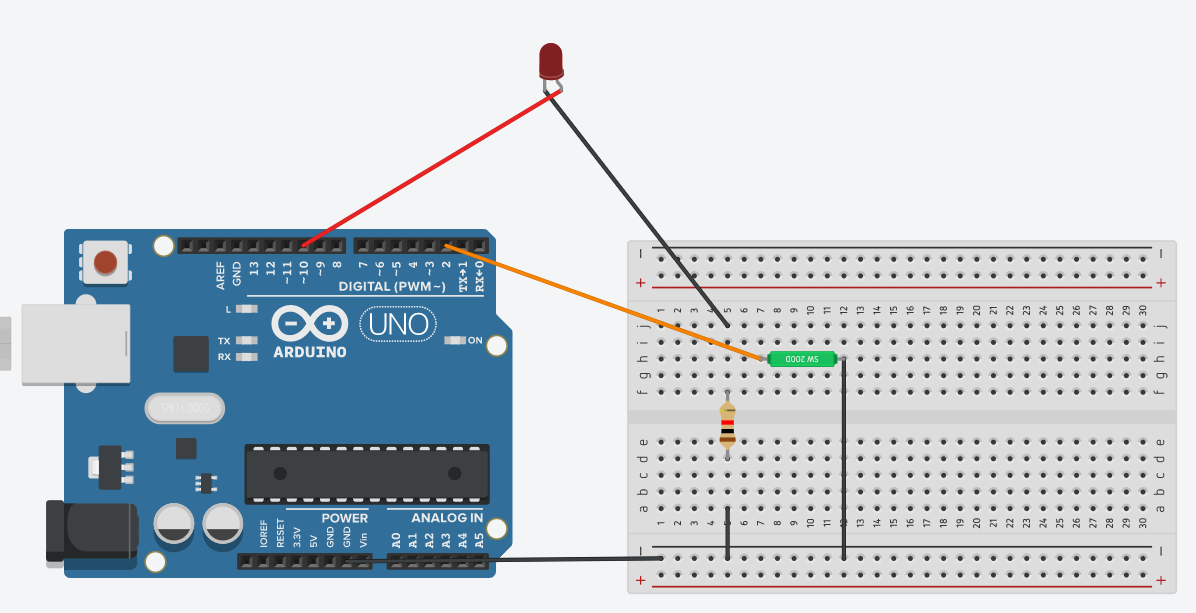 AREF
GND
13
12
~11
~10
~9
8
7
~6
~5
4
~3
2
TX→1
RX←0
DIGITAL (PWM~)
L
TX
RX
UNO
ARDUINO
ON
SPK16.000G
POWER
ANALOG IN
IOREF
RESET
3.3V
5V
GND
GND
Vin
A0
A1
A2
A3
A4
A5
− −
+ +
1 2 3 4 5 6 7 8 9 10 11 12 13 14 15 16 17 18 19 20 21 22 23 24 25 26 27 28 29 30
j j
i i
h SW 200D h
g g
f f
e e
d d
c c
b b
a a
1 2 3 4 5 6 7 8 9 10 11 12 13 14 15 16 17 18 19 20 21 22 23 24 25 26 27 28 29 30
− −
+ +